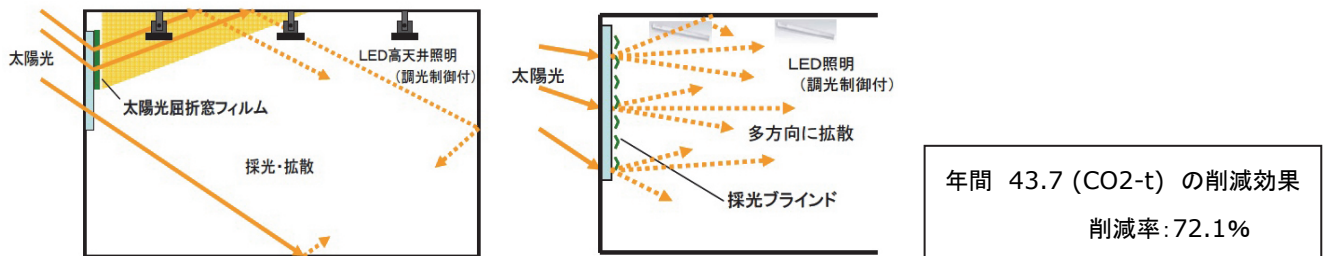 太陽光
LED高天井照明
（調光制御付）
太陽光屈折窓フィルム
採光・拡散
太陽光
LED照明
（調光制御付）
多方向に拡散
採光ブラインド
年間 43.7 (CO2-t) の削減効果
削減率：72.1%